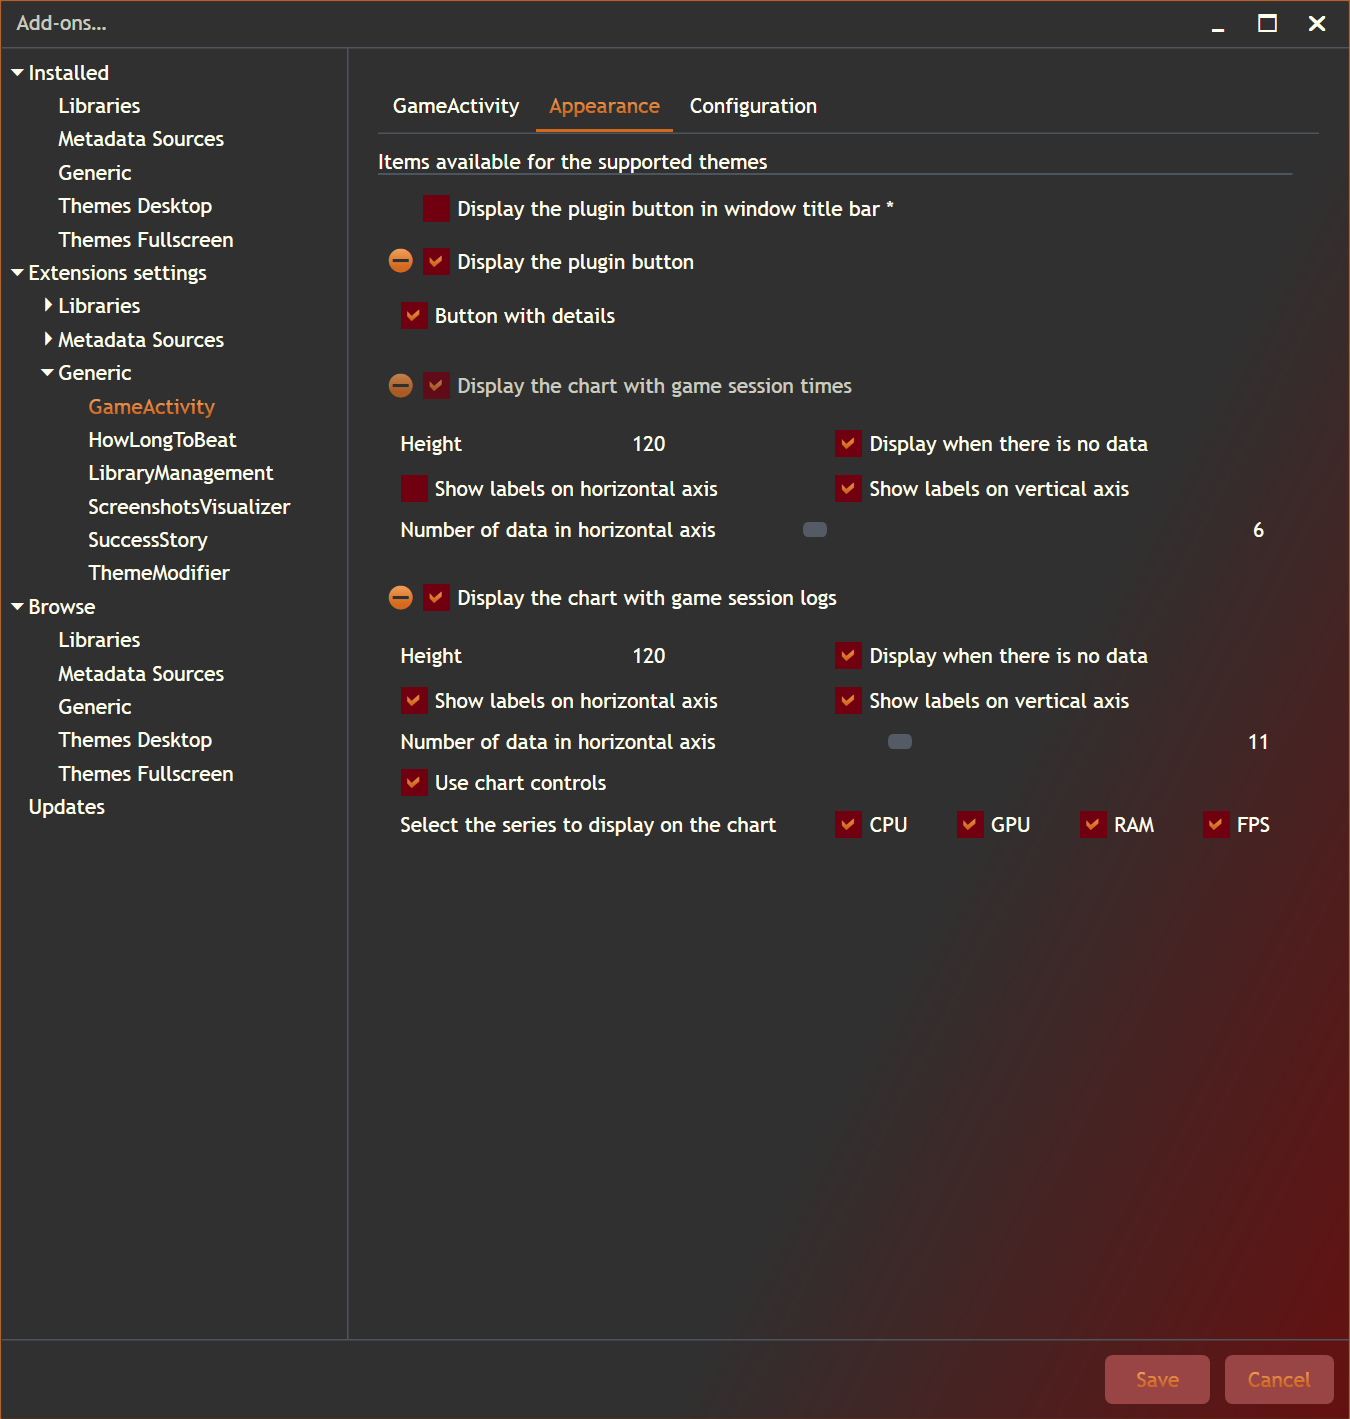 Add-ons...
Installed
Libraries
Metadata Sources
Generic
Themes Desktop
Themes Fullscreen
Extensions settings
Libraries
Metadata Sources
Generic
GameActivity
HowLongToBeat
LibraryManagement
ScreenshotsVisualizer
SuccessStory
ThemeModifier
Browse
Libraries
Metadata Sources
Generic
Themes Desktop
Themes Fullscreen
Updates
GameActivity Appearance Configuration
Items available for the supported themes
Display the plugin button in window title bar *
Display the plugin button
Button with details
Display the chart with game session times
Height 120 Display when there is no data
Show labels on horizontal axis Show labels on vertical axis
Number of data in horizontal axis 6
Display the chart with game session logs
Height 120 Display when there is no data
Show labels on horizontal axis Show labels on vertical axis
Number of data in horizontal axis 11
Use chart controls
Select the series to display on the chart CPU GPU RAM FPS
Save Cancel